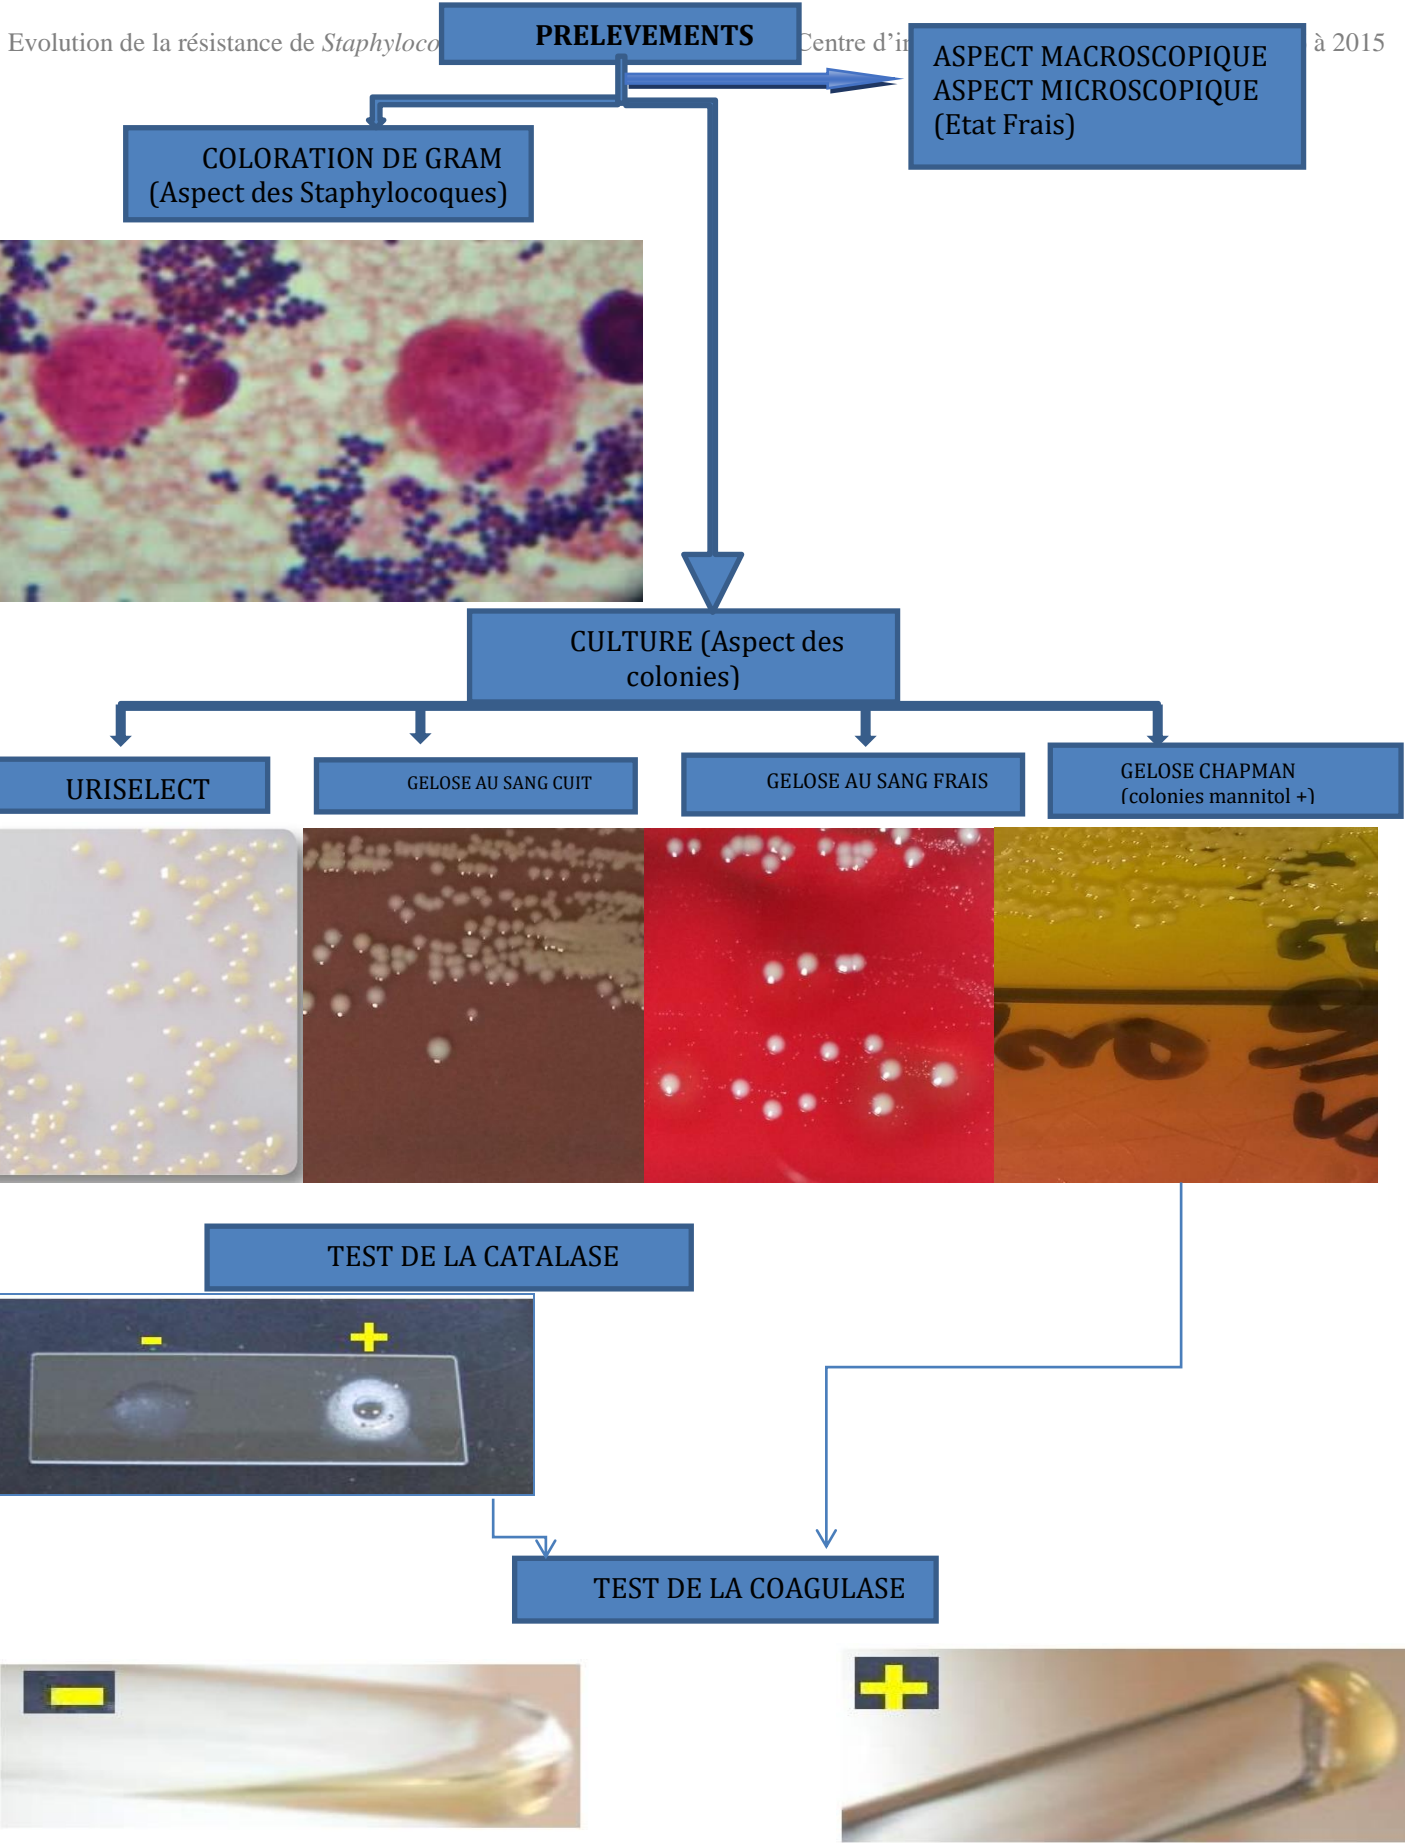 Evolution de la résistance de Staphyloco
Centre d’in
à 2015
PRELEVEMENTS
ASPECT MACROSCOPIQUE
ASPECT MICROSCOPIQUE
(Etat Frais)
COLORATION DE GRAM
(Aspect des Staphylocoques)
CULTURE (Aspect des
colonies)
URISELECT
GELOSE AU SANG CUIT
GELOSE AU SANG FRAIS
GELOSE CHAPMAN
(colonies mannitol +)
TEST DE LA CATALASE
- +
TEST DE LA COAGULASE
- +